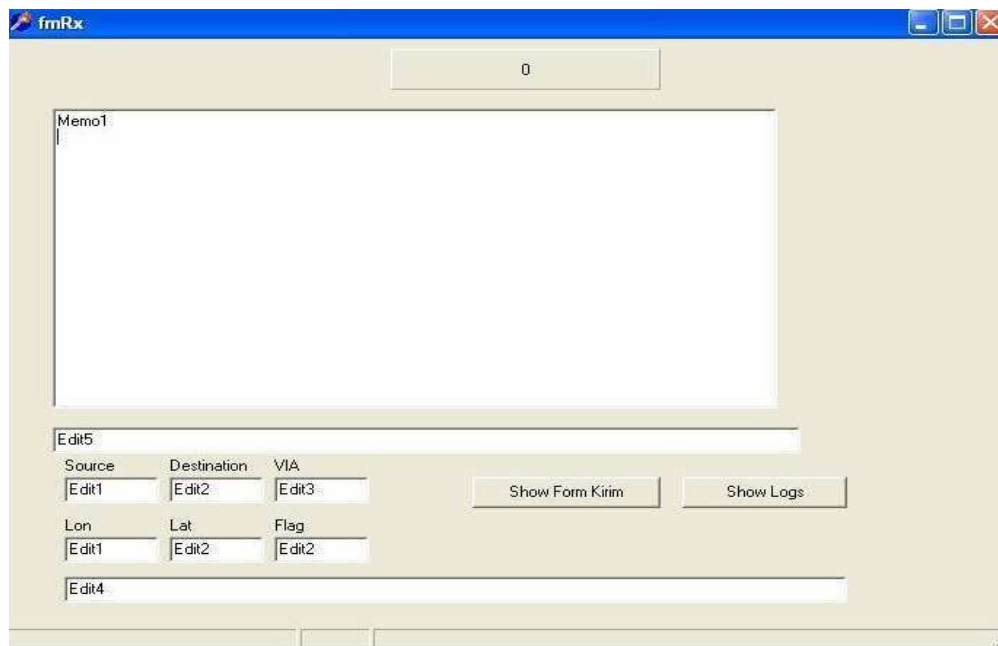 fmRx
0
Memo1
Edit5
Source Destination VIA
Edit1 Edit2 Edit3
Show Form Kirim Show Logs
Lon Lat Flag
Edit1 Edit2 Edit2
Edit4